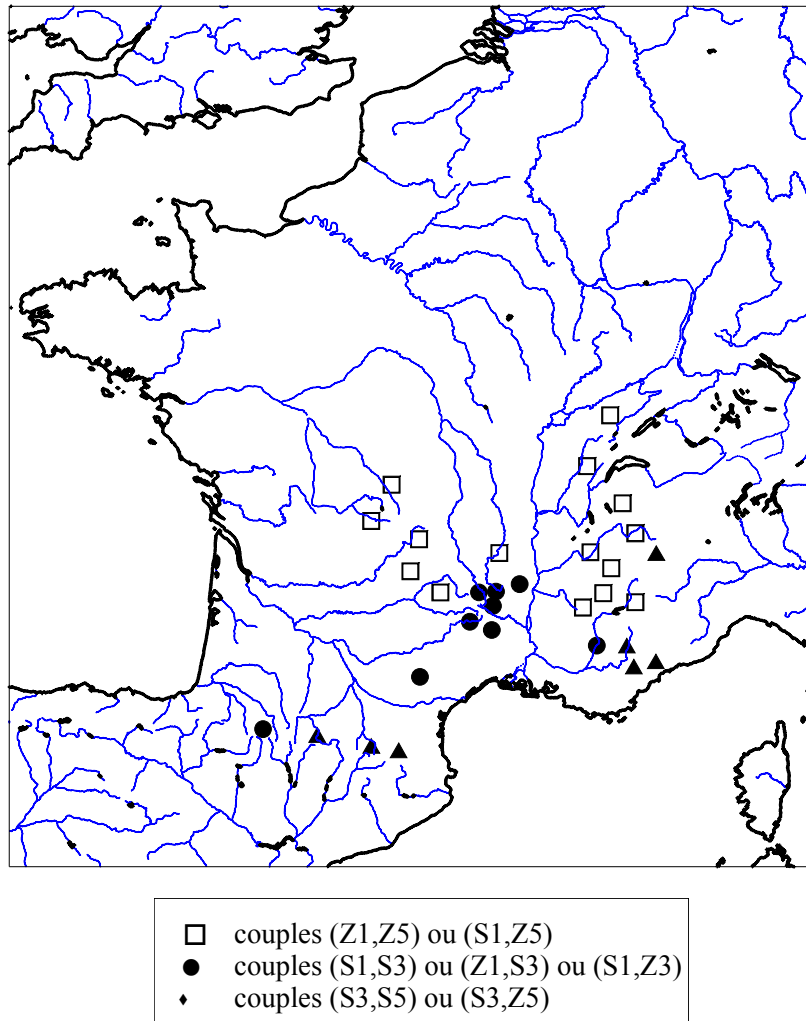 couples (Z1,Z5) ou (S1,Z5)
couples (S1,S3) ou (Z1,S3) ou (S1,Z3)
couples (S3,S5) ou (S3,Z5)